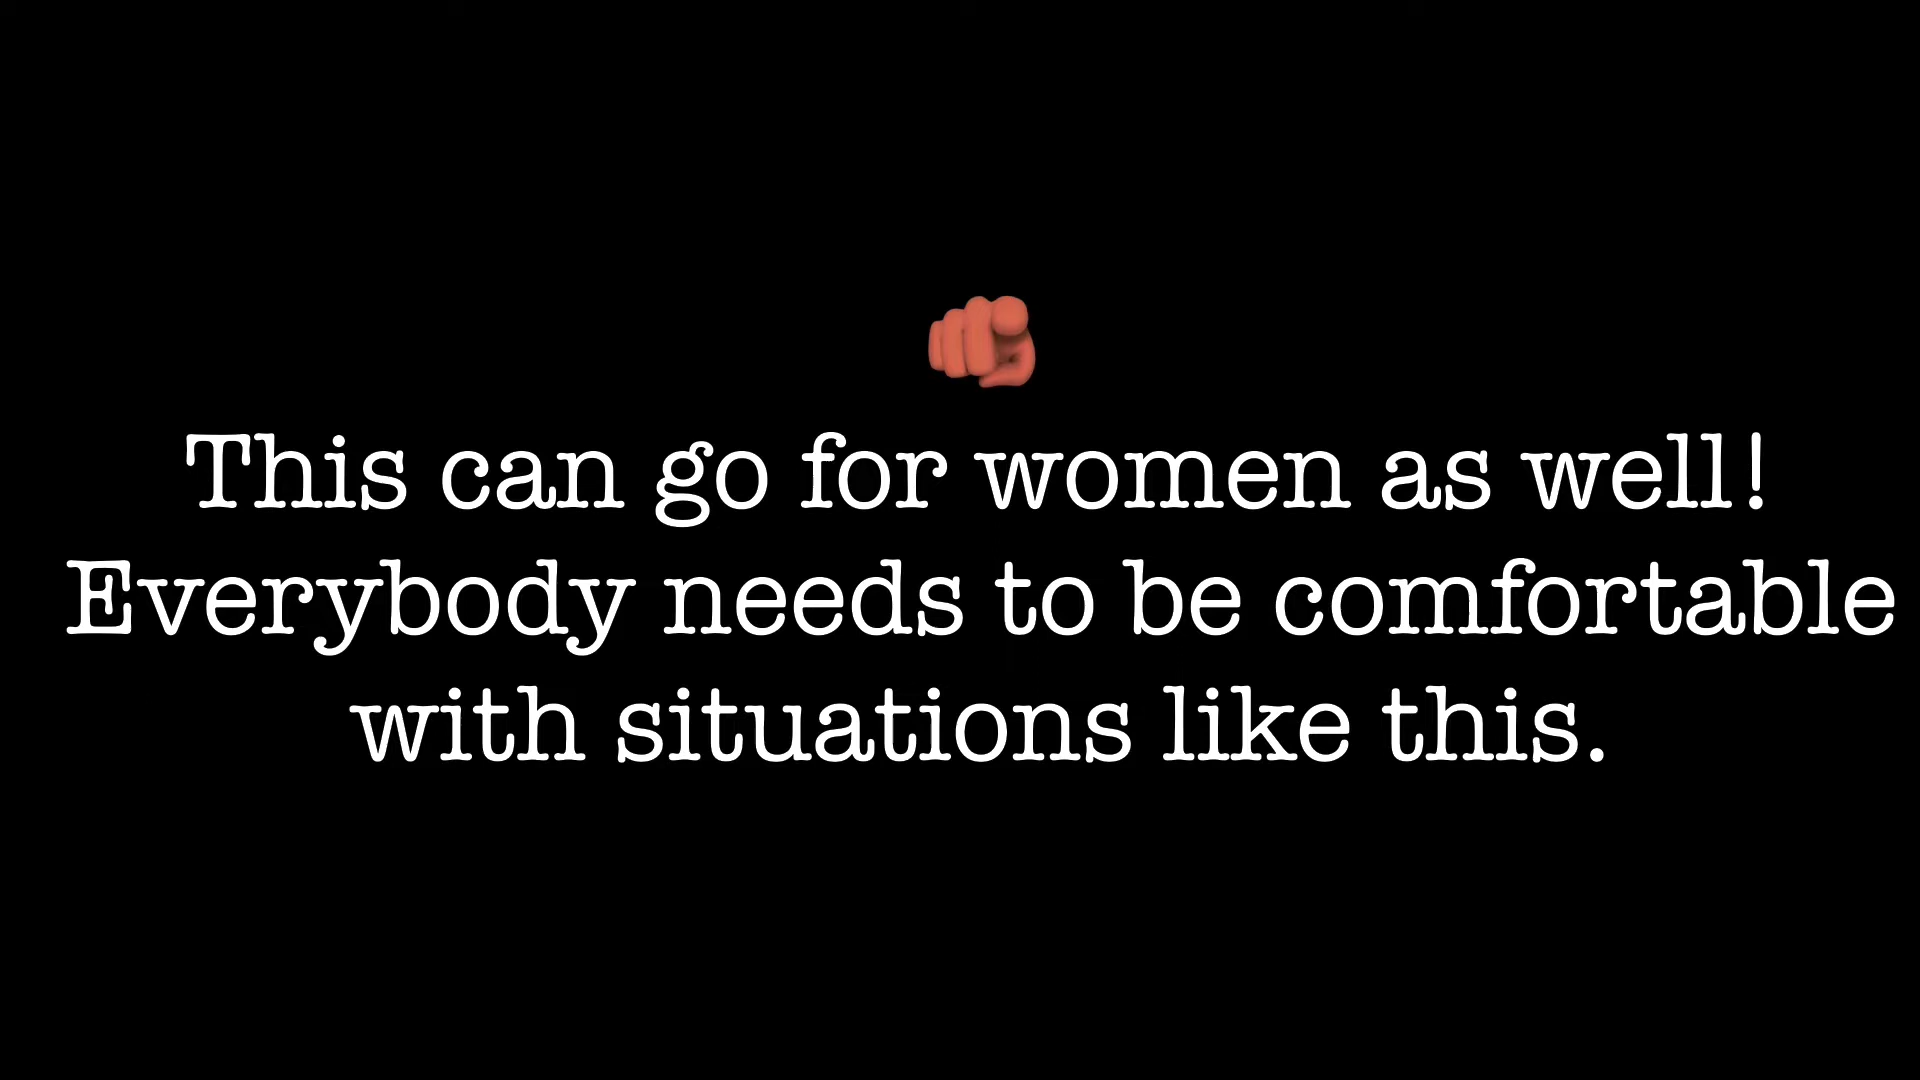 This can go for women as well!
Everybody needs to be comfortable
with situations like this.